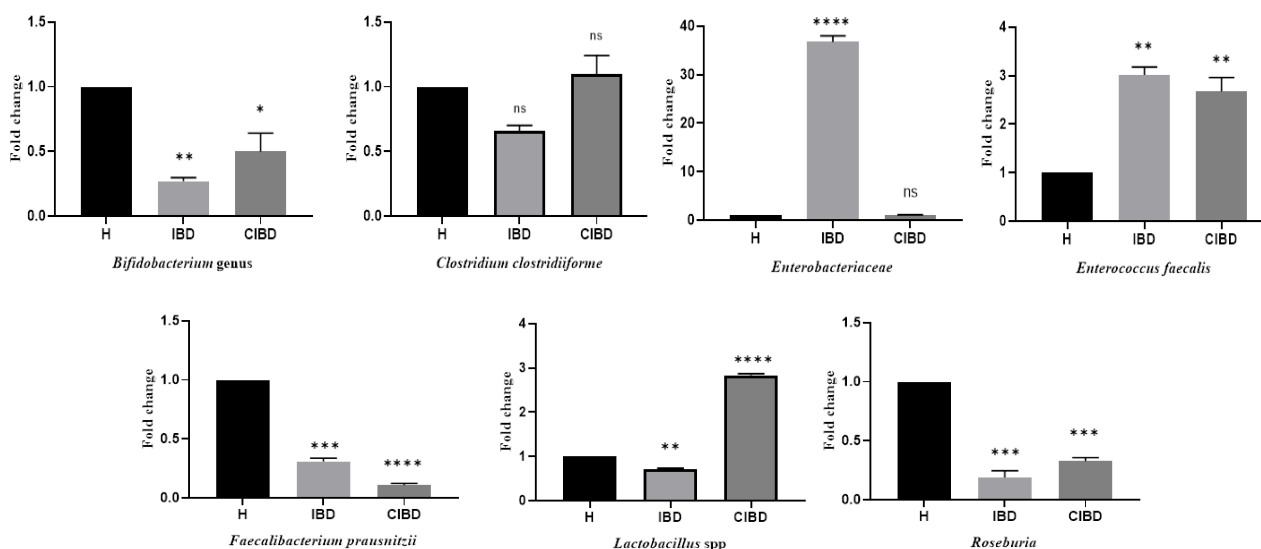 1.5
1.0
0.5
0.0
Fold change
**
*
H IBD CIBD
Bifidobacterium genus
1.5
1.0
0.5
0.0
Fold change
ns
ns
H IBD CIBD
Clostridium clostridiiforme
40
30
20
10
0
Fold change
****
ns
H IBD CIBD
Enterobacteriaceae
4
3
2
1
0
Fold change
**
**
H IBD CIBD
Enterococcus faecalis
1.5
1.0
0.5
0.0
Fold change
***
****
H IBD CIBD
Faecalibacterium prausnitzii
4
3
2
1
0
Fold change
**
****
H IBD CIBD
Lactobacillus spp
1.5
1.0
0.5
0.0
Fold change
***
***
H IBD CIBD
Roseburia